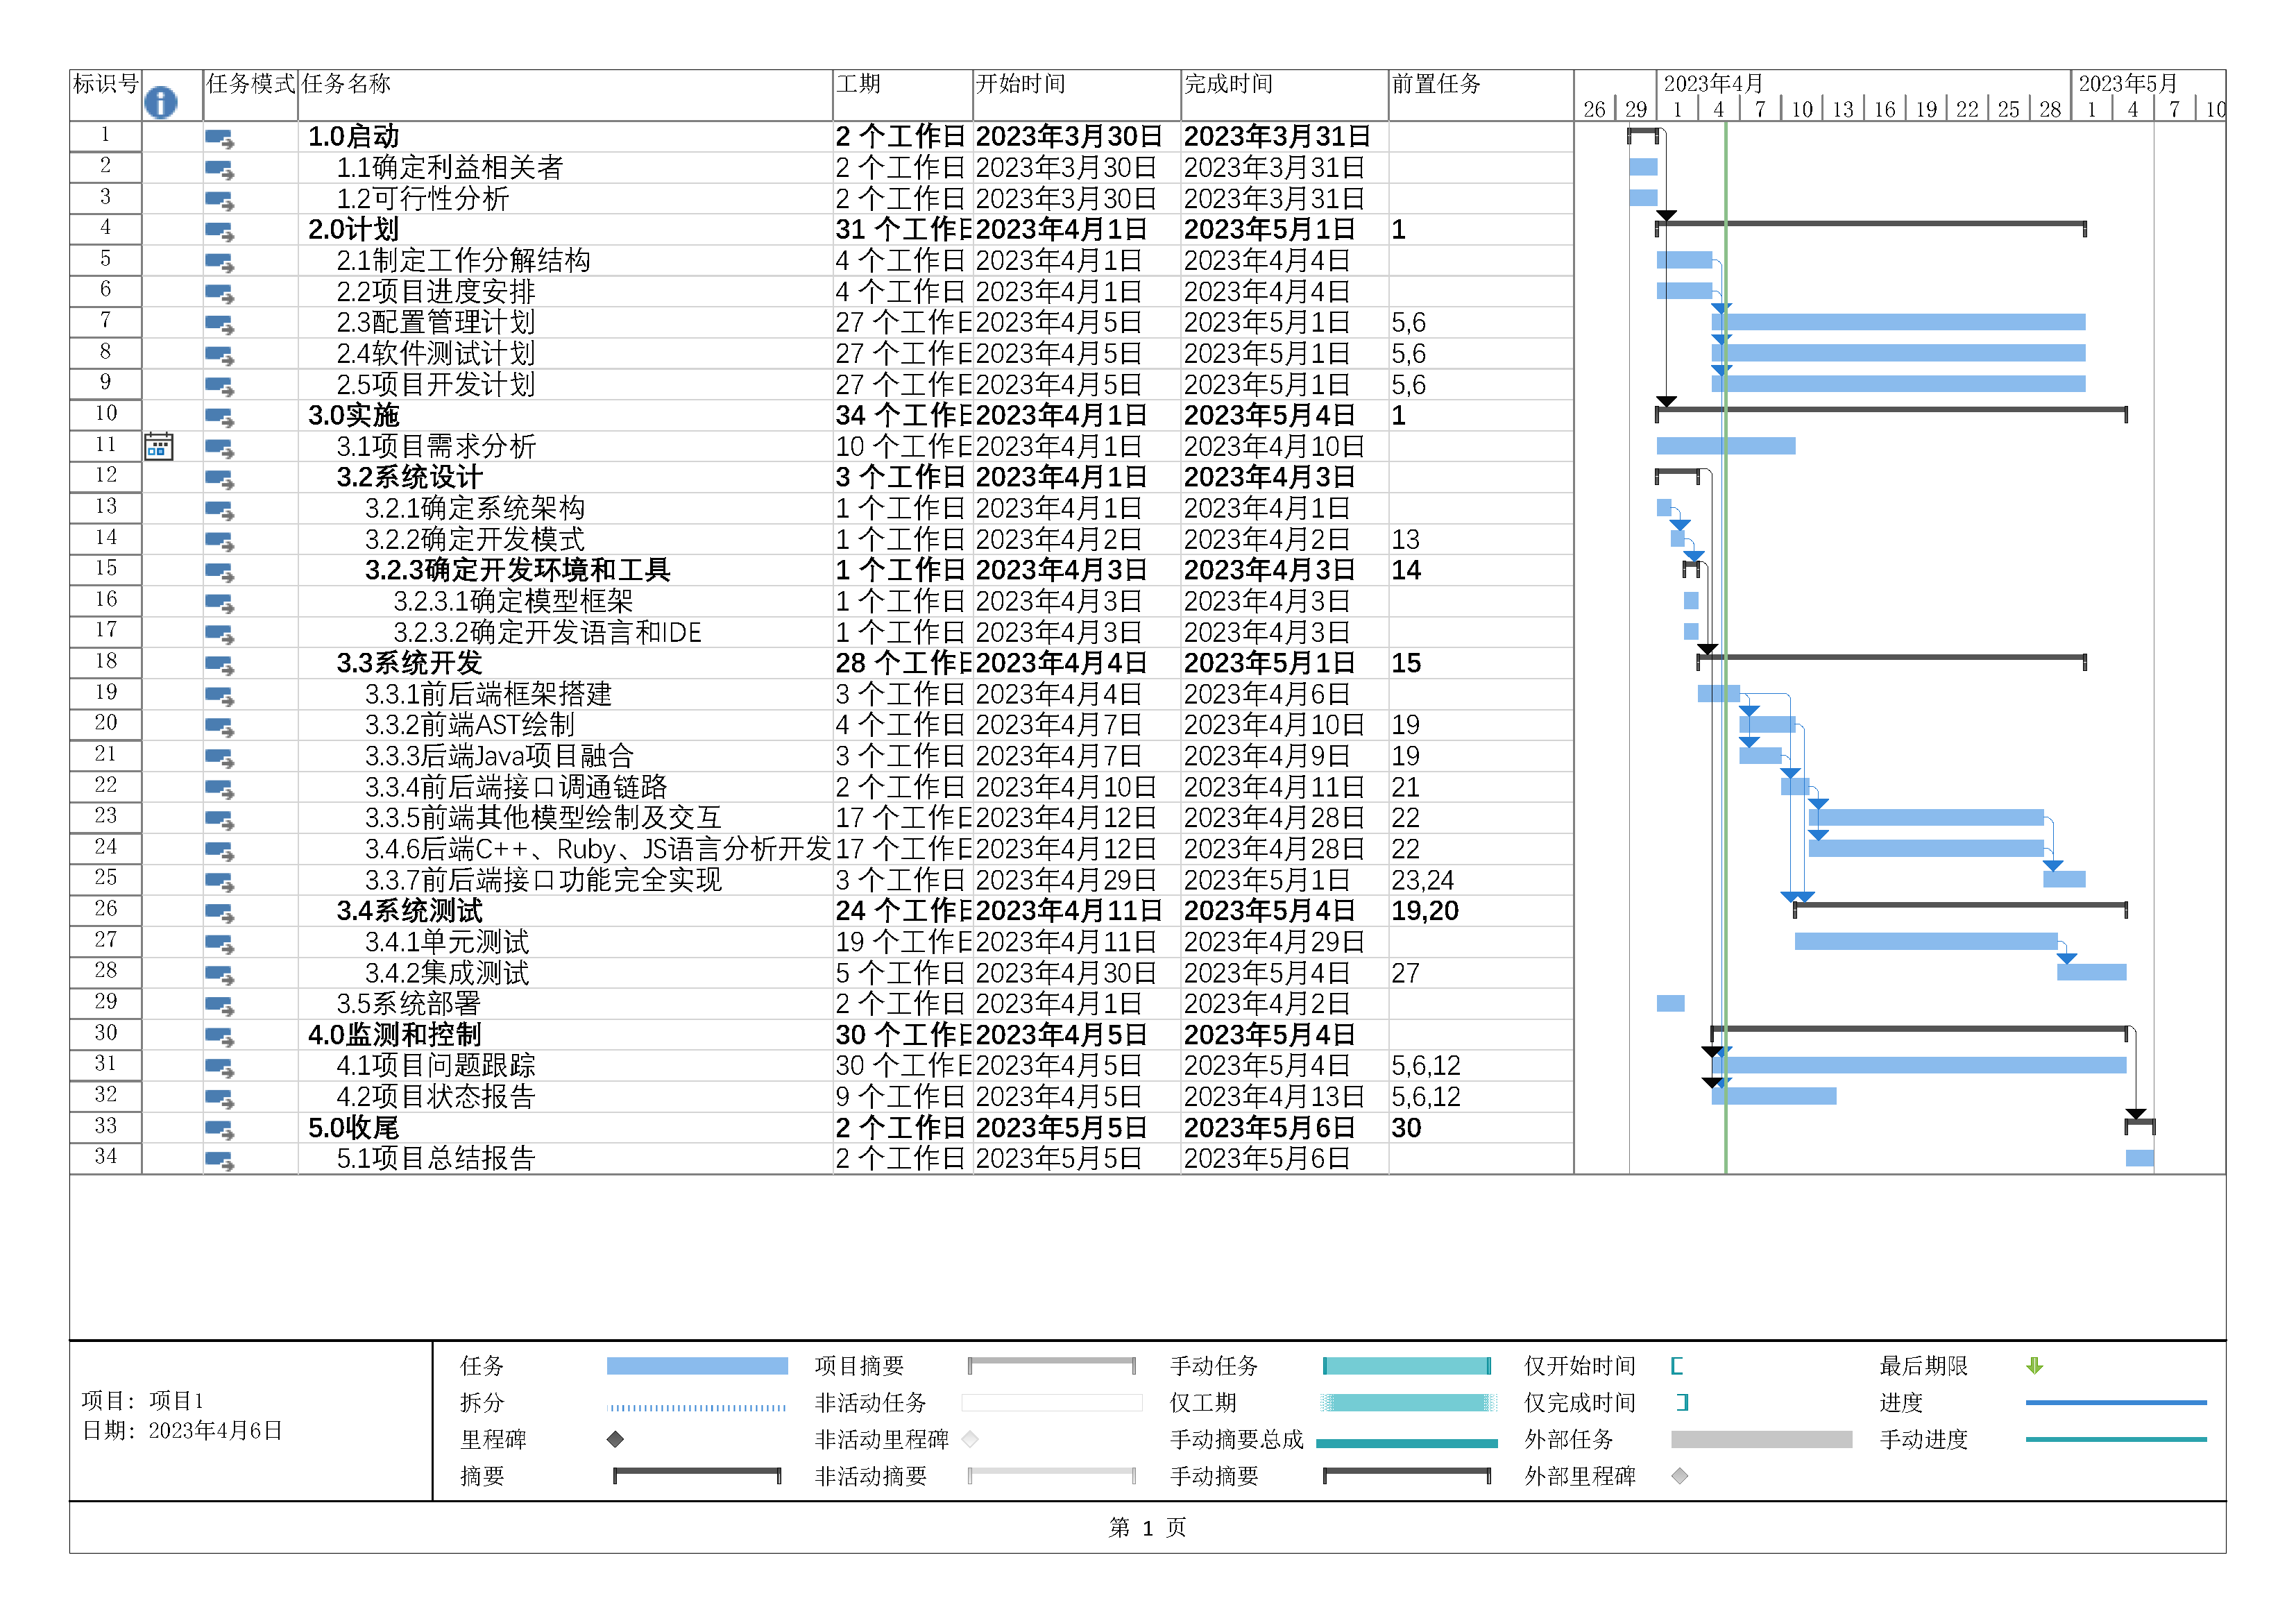 标识号 任务模式 任务名称 工期 开始时间 完成时间 前置任务 2023年4月 2023年5月
26 29 1 4 7 10 13 16 19 22 25 28 1 4 7 10
1 1.0启动 2 个工作日 2023年3月30日 2023年3月31日
2 1.1确定利益相关者 2 个工作日 2023年3月30日 2023年3月31日
3 1.2可行性分析 2 个工作日 2023年3月30日 2023年3月31日
4 2.0计划 31 个工作日 2023年4月1日 2023年5月1日 1
5 2.1制定工作分解结构 4 个工作日 2023年4月1日 2023年4月4日
6 2.2项目进度安排 4 个工作日 2023年4月1日 2023年4月4日
7 2.3配置管理计划 27 个工作日 2023年4月5日 2023年5月1日 5,6
8 2.4软件测试计划 27 个工作日 2023年4月5日 2023年5月1日 5,6
9 2.5项目开发计划 27 个工作日 2023年4月5日 2023年5月1日 5,6
10 3.0实施 34 个工作日 2023年4月1日 2023年5月4日 1
11 3.1项目需求分析 10 个工作日 2023年4月1日 2023年4月10日
12 3.2系统设计 3 个工作日 2023年4月1日 2023年4月3日
13 3.2.1确定系统架构 1 个工作日 2023年4月1日 2023年4月1日
14 3.2.2确定开发模式 1 个工作日 2023年4月2日 2023年4月2日 13
15 3.2.3确定开发环境和工具 1 个工作日 2023年4月3日 2023年4月3日 14
16 3.2.3.1确定模型框架 1 个工作日 2023年4月3日 2023年4月3日
17 3.2.3.2确定开发语言和IDE 1 个工作日 2023年4月3日 2023年4月3日
18 3.3系统开发 28 个工作日 2023年4月4日 2023年5月1日 15
19 3.3.1前后端框架搭建 3 个工作日 2023年4月4日 2023年4月6日
20 3.3.2前端AST绘制 4 个工作日 2023年4月7日 2023年4月10日 19
21 3.3.3后端Java项目融合 3 个工作日 2023年4月7日 2023年4月9日 19
22 3.3.4前后端接口调通链路 2 个工作日 2023年4月10日 2023年4月11日 21
23 3.3.5前端其他模型绘制及交互 17 个工作日 2023年4月12日 2023年4月28日 22
24 3.4.6后端C++、Ruby、JS语言分析开发 17 个工作日 2023年4月12日 2023年4月28日 22
25 3.3.7前后端接口功能完全实现 3 个工作日 2023年4月29日 2023年5月1日 23,24
26 3.4系统测试 24 个工作日 2023年4月11日 2023年5月4日 19,20
27 3.4.1单元测试 19 个工作日 2023年4月11日 2023年4月29日
28 3.4.2集成测试 5 个工作日 2023年4月30日 2023年5月4日 27
29 3.5系统部署 2 个工作日 2023年4月1日 2023年4月2日
30 4.0监测和控制 30 个工作日 2023年4月5日 2023年5月4日
31 4.1项目问题跟踪 30 个工作日 2023年4月5日 2023年5月4日 5,6,12
32 4.2项目状态报告 9 个工作日 2023年4月5日 2023年4月13日 5,6,12
33 5.0收尾 2 个工作日 2023年5月5日 2023年5月6日 30
34 5.1项目总结报告 2 个工作日 2023年5月5日 2023年5月6日
项目: 项目1
日期: 2023年4月6日
任务 项目摘要 手动任务 仅开始时间 最后期限
拆分 非活动任务 仅工期 仅完成时间 进度
里程碑 非活动里程碑 手动摘要总成 外部任务 手动进度
摘要 非活动摘要 手动摘要 外部里程碑
第 1 页